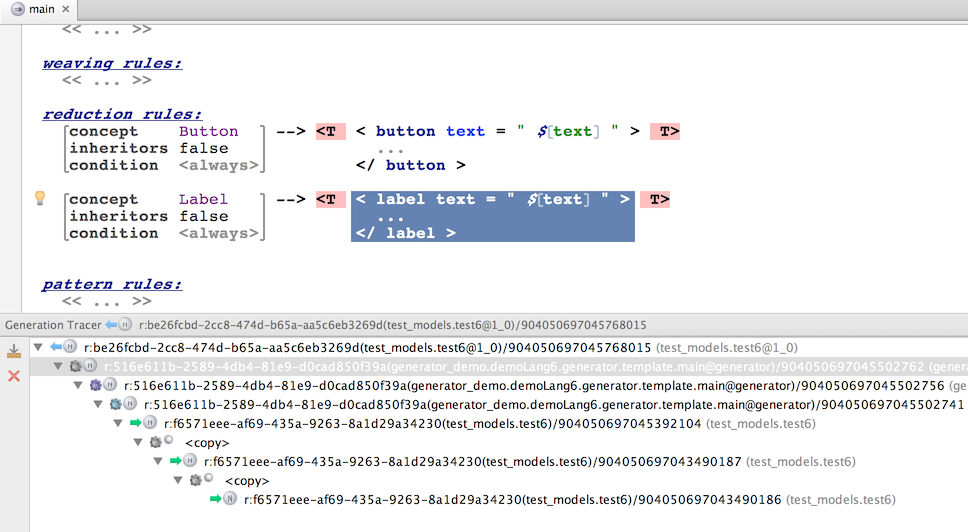 main
<< ... >>
weaving rules:
<< ... >>
reduction rules:
concept Button --> <T < button text = " $[text] " > T>
inheritors false ...
condition <always> </ button >
concept Label --> <T < label text = " $[text] " > T>
inheritors false ...
condition <always> </ label >
pattern rules:
<< ... >>
Generation Tracer N r:be26fcbd-2cc8-474d-b65a-aa5c6eb3269d(test_models.test6@1_0)/904050697045768015
N r:be26fcbd-2cc8-474d-b65a-aa5c6eb3269d(test_models.test6@1_0)/904050697045768015 (test_models.test6@1_0)
N r:516e611b-2589-4db4-81e9-d0cad850f39a(generator_demo.demoLang6.generator.template.main@generator)/904050697045502762 (genera
N r:516e611b-2589-4db4-81e9-d0cad850f39a(generator_demo.demoLang6.generator.template.main@generator)/904050697045502756 (ge
N r:516e611b-2589-4db4-81e9-d0cad850f39a(generator_demo.demoLang6.generator.template.main@generator)/904050697045502741
N r:f6571eee-af69-435a-9263-8a1d29a34230(test_models.test6)/904050697045392104 (test_models.test6)
<copy>
N r:f6571eee-af69-435a-9263-8a1d29a34230(test_models.test6)/904050697043490187 (test_models.test6)
<copy>
N r:f6571eee-af69-435a-9263-8a1d29a34230(test_models.test6)/904050697043490186 (test_models.test6)